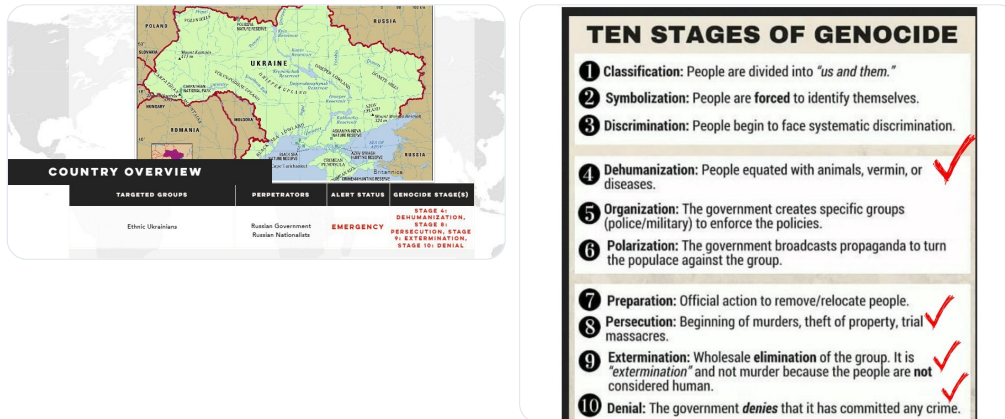 POLAND
RUSSIA
SLOVAKIA
UKRAINE
HUNGARY
MOLDOVA
ROMANIA
CRIMEAN
PENINSULA
RUSSIA
Britannica
COUNTRY OVERVIEW
TARGETED GROUPS PERPETRATORS ALERT STATUS GENOCIDE STAGE(S)
Ethnic Ukrainians
Russian Government
Russian Nationalists
EMERGENCY
STAGE 4:
DEHUMANIZATION,
STAGE 8:
PERSECUTION, STAGE
9: EXTERMINATION,
STAGE 10: DENIAL
TEN STAGES OF GENOCIDE
1 Classification: People are divided into "us and them."
2 Symbolization: People are forced to identify themselves.
3 Discrimination: People begin to face systematic discrimination.
4 Dehumanization: People equated with animals, vermin, or
diseases.
5 Organization: The government creates specific groups
(police/military) to enforce the policies.
6 Polarization: The government broadcasts propaganda to turn
the populace against the group.
7 Preparation: Official action to remove/relocate people.
8 Persecution: Beginning of murders, theft of property, trial
massacres.
9 Extermination: Wholesale elimination of the group. It is
"extermination" and not murder because the people are not
considered human.
10 Denial: The government denies that it has committed any crime.